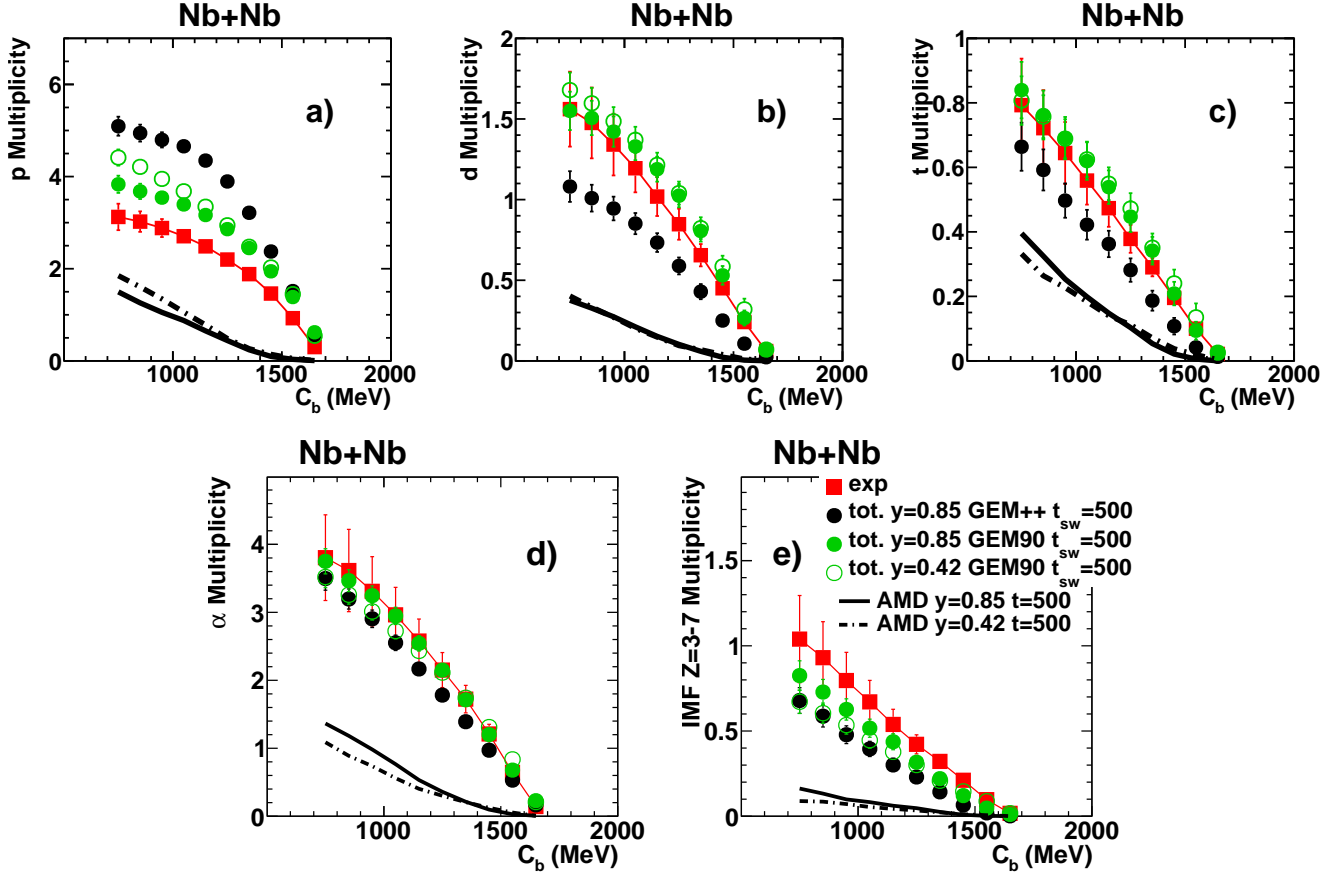 Nb+Nb
p Multiplicity
6
4
2
0
a)
1000 1500 2000
C_b (MeV)
Nb+Nb
d Multiplicity
2
1.5
1
0.5
0
b)
1000 1500 2000
C_b (MeV)
Nb+Nb
t Multiplicity
1
0.8
0.6
0.4
0.2
0
c)
1000 1500 2000
C_b (MeV)
Nb+Nb
α Multiplicity
4
3
2
1
0
d)
1000 1500 2000
C_b (MeV)
Nb+Nb
IMF Z=3-7 Multiplicity
1.5
1
0.5
0
e)
exp
tot. y=0.85 GEM++ t_sw=500
tot. y=0.85 GEM90 t_sw=500
tot. y=0.42 GEM90 t_sw=500
AMD y=0.85 t=500
AMD y=0.42 t=500
1000 1500 2000
C_b (MeV)